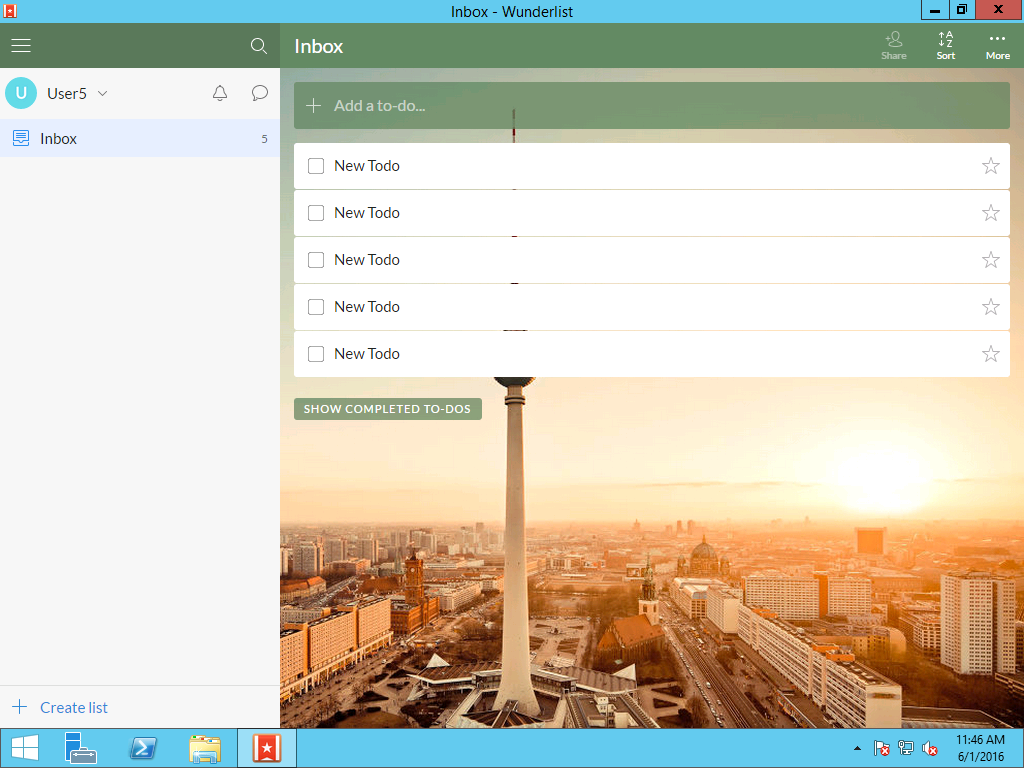 Inbox - Wunderlist
Inbox
Share
Sort
More
U User5
Inbox 5
Add a to-do...
New Todo
New Todo
New Todo
New Todo
New Todo
SHOW COMPLETED TO-DOS
Create list
11:46 AM
6/1/2016